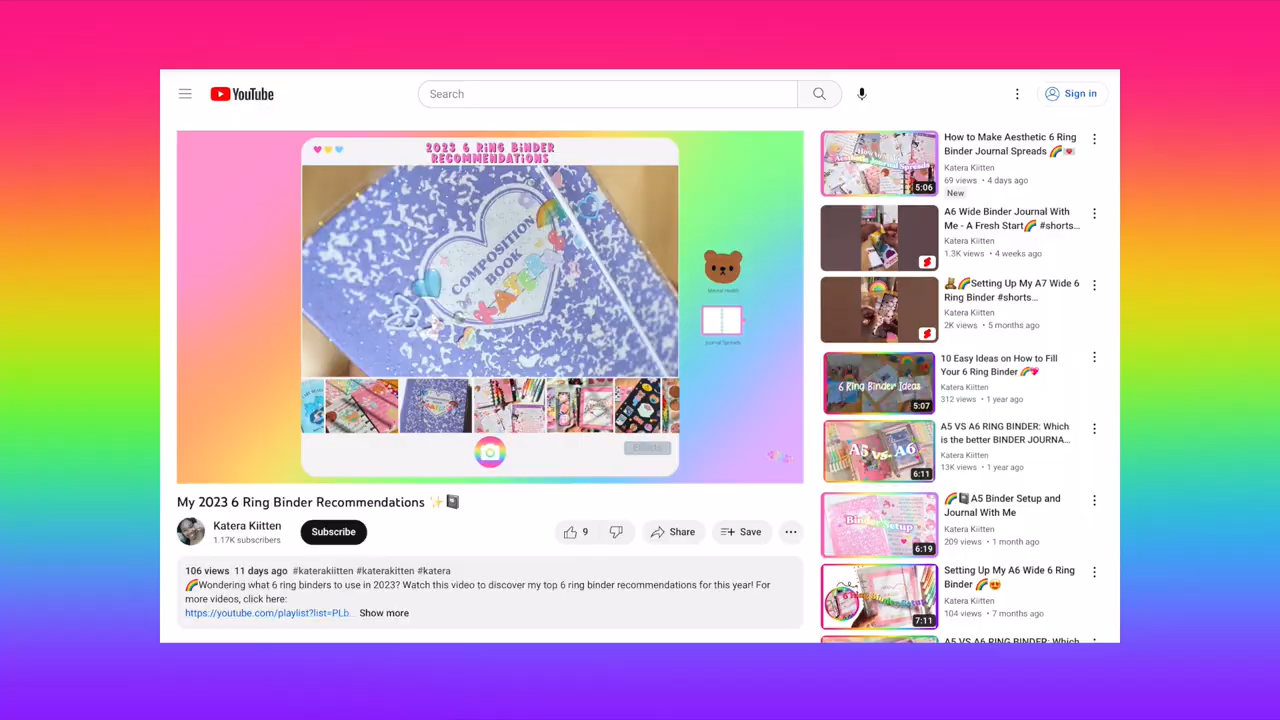 YouTube
Search
Sign in
2023 6 RiNG BiNDER
RECOMMENDATiONS
COMPOSITION
BOOK
Mental Health
Journal Spreads
Effects
My 2023 6 Ring Binder Recommendations ✨📓
Katera Kiitten
1.17K subscribers
Subscribe
9
Share
Save
106 views 11 days ago #katerakiitten #katerakitten #katera
🌈Wondering what 6 ring binders to use in 2023? Watch this video to discover my top 6 ring binder recommendations for this year! For
more videos, click here:
https://youtube.com/playlist?list=PLb... Show more
How to Make Aesthetic 6 Ring
Binder Journal Spreads 🌈💌
Katera Kiitten
69 views • 4 days ago
New
5:06
A6 Wide Binder Journal With
Me - A Fresh Start🌈 #shorts...
Katera Kiitten
1.3K views • 4 weeks ago
🧸🌈Setting Up My A7 Wide 6
Ring Binder #shorts...
Katera Kiitten
2K views • 5 months ago
6 Ring Binder Ideas
5:07
10 Easy Ideas on How to Fill
Your 6 Ring Binder 🌈💖
Katera Kiitten
312 views • 1 year ago
A5 vs. A6
6:11
A5 VS A6 RING BINDER: Which
is the better BINDER JOURNA...
Katera Kiitten
13K views • 1 year ago
Binder Setup
6:19
🌈📓A5 Binder Setup and
Journal With Me
Katera Kiitten
209 views • 1 month ago
6 Ring Binder Setup
7:11
Setting Up My A6 Wide 6 Ring
Binder 🌈😍
Katera Kiitten
104 views • 7 months ago
A5 VS A6 RING BINDER: Which